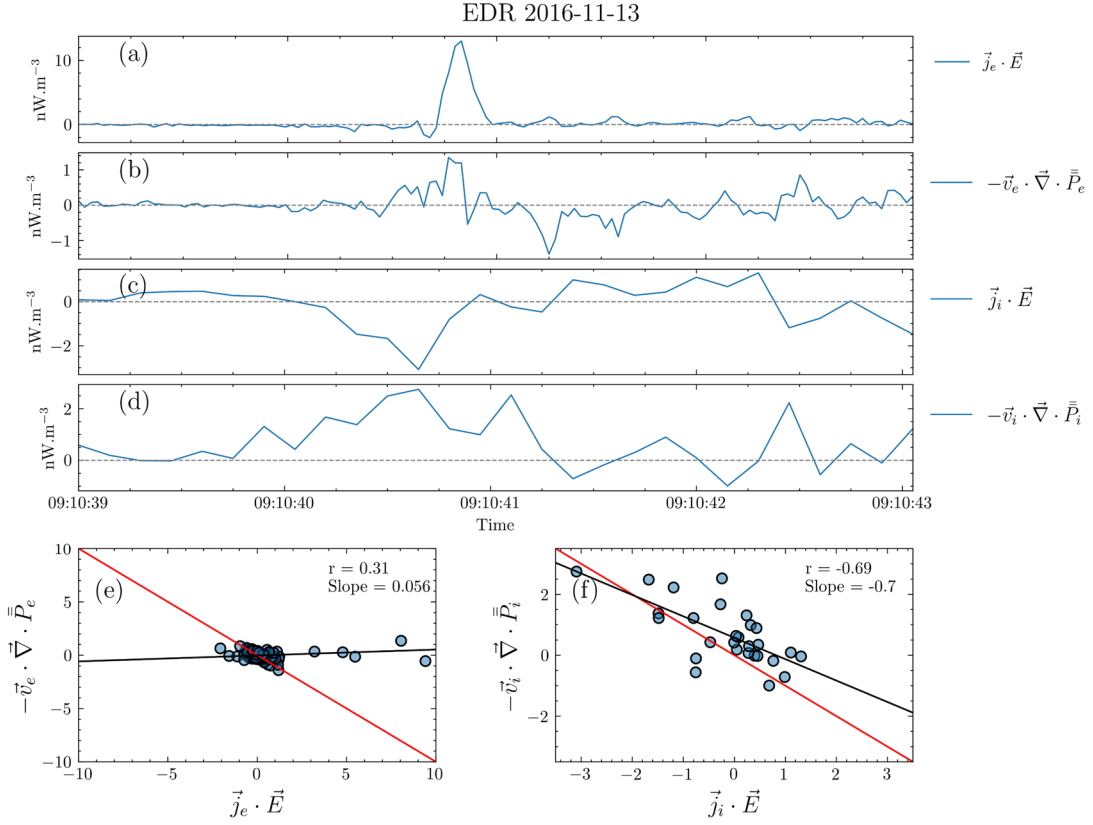 EDR 2016-11-13
(a)
nW.m⁻³
10
0
j⃗ₑ · E⃗
(b)
nW.m⁻³
1
0
−1
−v⃗ₑ · ∇⃗ · P̿ₑ
(c)
nW.m⁻³
0
−2
j⃗ᵢ · E⃗
(d)
nW.m⁻³
2
0
−v⃗ᵢ · ∇⃗ · P̿ᵢ
09:10:39 09:10:40 09:10:41 09:10:42 09:10:43
Time
(e)
r = 0.31
Slope = 0.056
−v⃗ₑ · ∇⃗ · P̿ₑ
10
5
0
−5
−10
−10 −5 0 5 10
j⃗ₑ · E⃗
(f)
r = -0.69
Slope = -0.7
−v⃗ᵢ · ∇⃗ · P̿ᵢ
2
0
−2
−3 −2 −1 0 1 2 3
j⃗ᵢ · E⃗